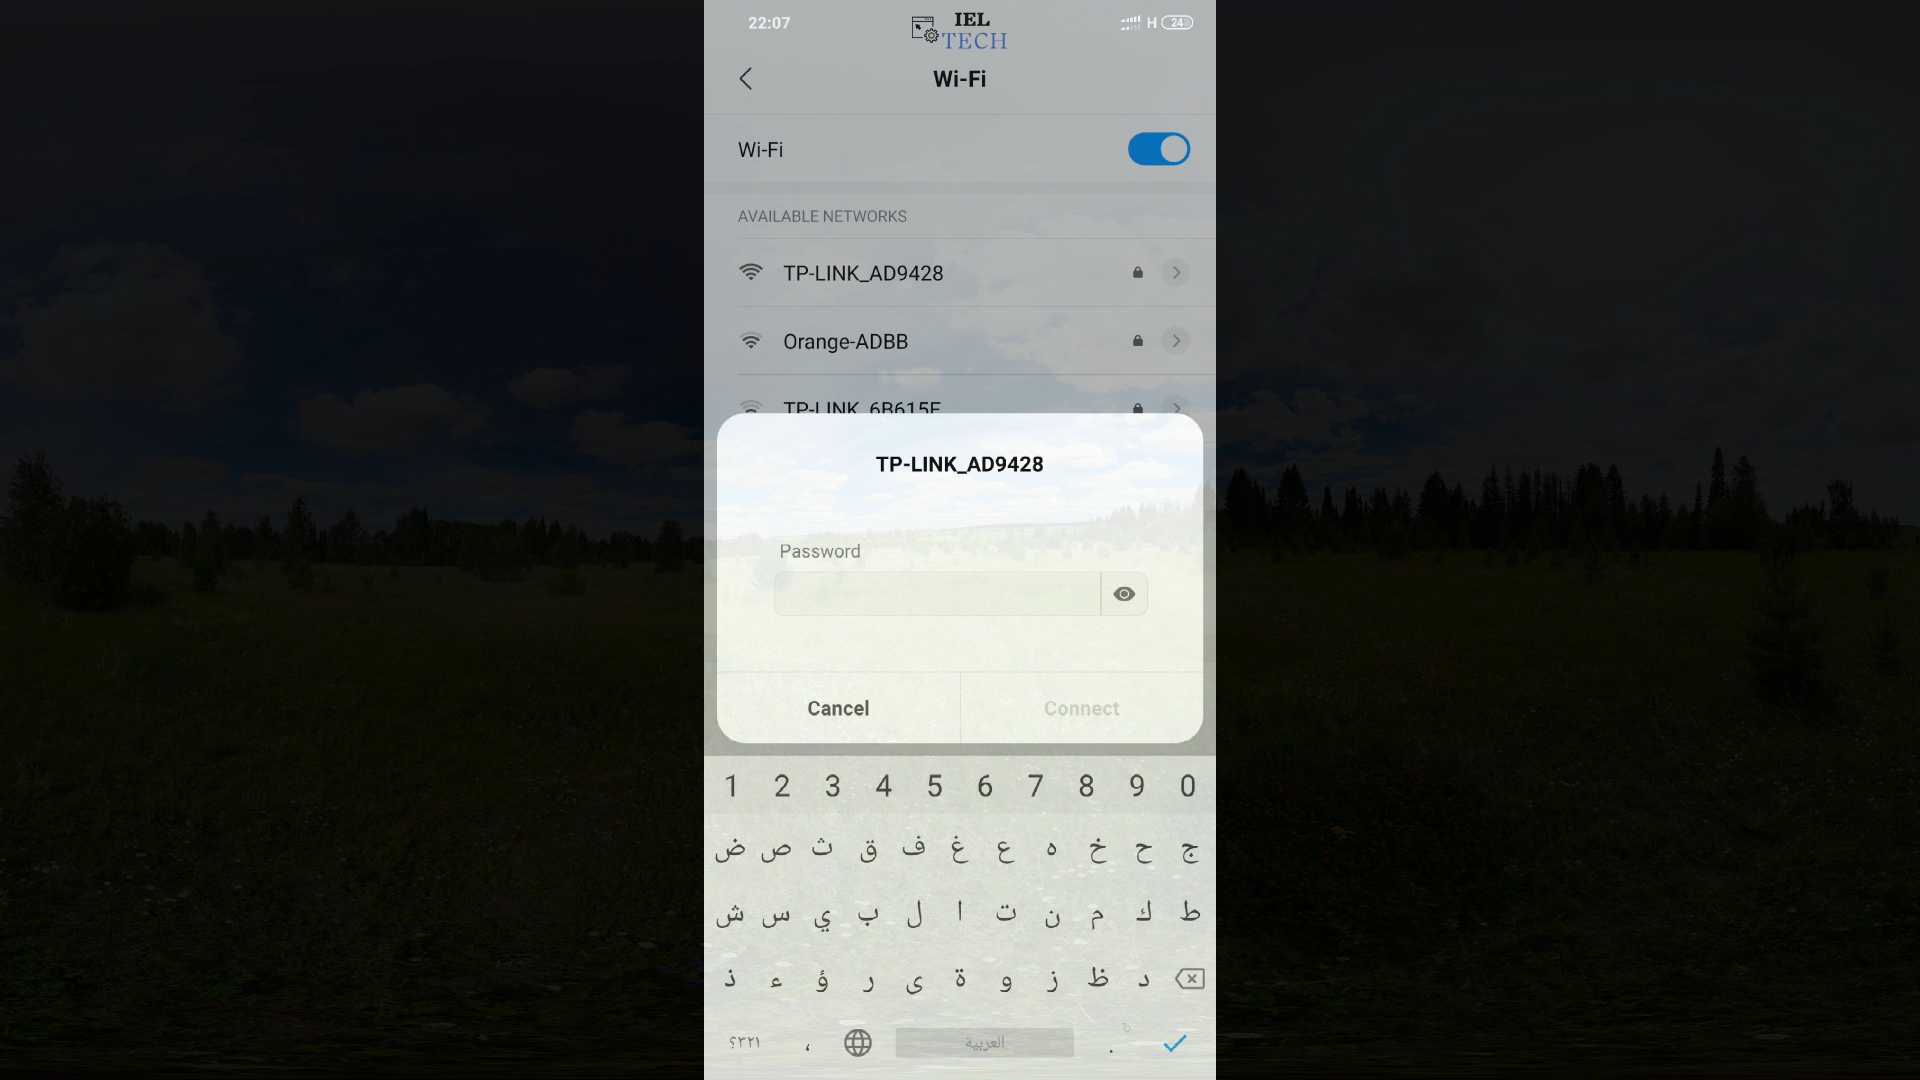 22:07
IEL
TECH
H 24
Wi-Fi
Wi-Fi
AVAILABLE NETWORKS
TP-LINK_AD9428
Orange-ADBB
TP-LINK_6B615E
TP-LINK_AD9428
Password
Cancel
Connect
1 2 3 4 5 6 7 8 9 0
ض ص ث ق ف غ ع ه خ ح ج
ش س ي ب ل ا ت ن م ك ط
ذ ء ؤ ر ى ة و ز ظ د
؟٣٢١ ، العربية .